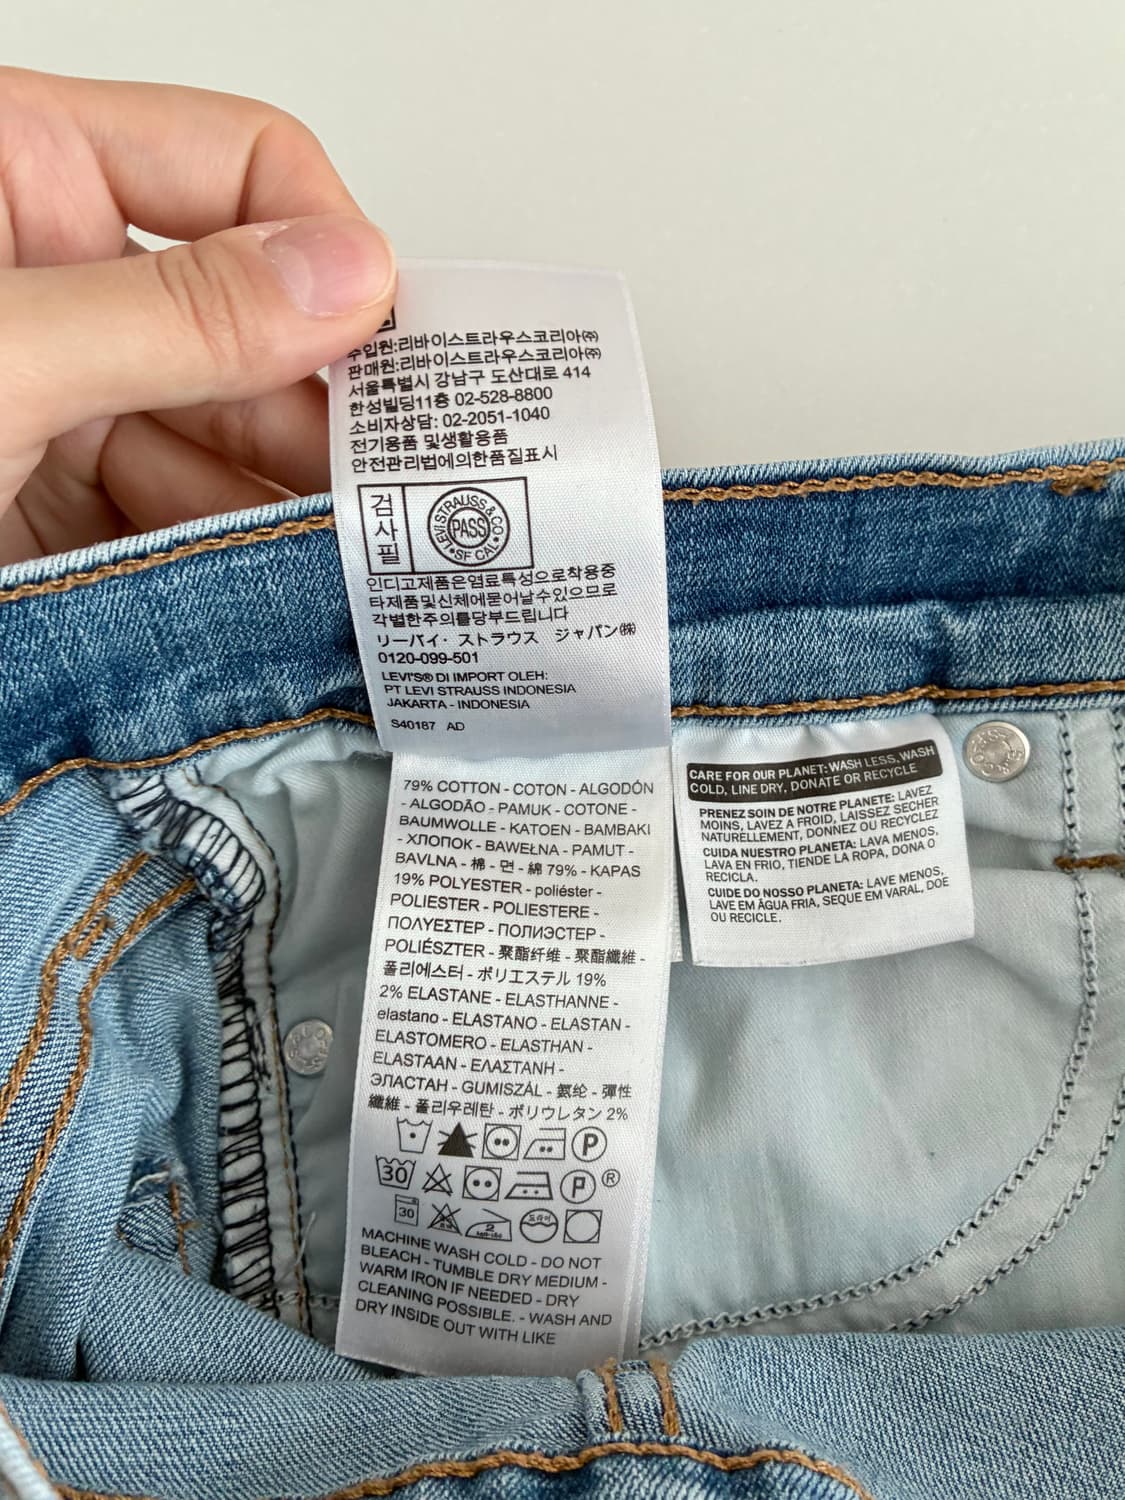 수입원:리바이스트라우스코리아㈜
판매원:리바이스트라우스코리아㈜
서울특별시 강남구 도산대로 414
한성빌딩11층 02-528-8800
소비자상담: 02-2051-1040
전기용품 및생활용품
안전관리법에의한품질표시
검사필
LEVI STRAUSS & CO
PASS
SF CAL
인디고제품은염료특성으로착용중
타제품및신체에묻어날수있으므로
각별한주의를당부드립니다
リーバイ・ストラウス ジャパン㈱
0120-099-501
LEVI'S® DI IMPORT OLEH:
PT LEVI STRAUSS INDONESIA
JAKARTA - INDONESIA
S40187 AD
79% COTTON - COTON - ALGODÓN
- ALGODÃO - PAMUK - COTONE -
BAUMWOLLE - KATOEN - BAMBAKI
- ХЛОПОК - BAWEŁNA - PAMUT -
BAVLNA - 棉 - 면 - 綿 79% - KAPAS
19% POLYESTER - poliéster -
POLIESTER - POLIESTERE -
ΠΟΛΥΕΣΤΕΡ - ПОЛИЭСТЕР -
POLIÉSZTER - 聚酯纤维 - 聚酯纖維 -
폴리에스터 - ポリエステル 19%
2% ELASTANE - ELASTHANNE -
elastano - ELASTANO - ELASTAN -
ELASTOMERO - ELASTHAN -
ELASTAAN - ΕΛΑΣΤΑΝΗ -
ЭЛАСТАН - GUMISZÁL - 氨纶 - 彈性
纖維 - 폴리우레탄 - ポリウレタン 2%
P
30 P ®
30 2 드라이
MACHINE WASH COLD - DO NOT
BLEACH - TUMBLE DRY MEDIUM -
WARM IRON IF NEEDED - DRY
CLEANING POSSIBLE. - WASH AND
DRY INSIDE OUT WITH LIKE
CARE FOR OUR PLANET: WASH LESS, WASH
COLD, LINE DRY, DONATE OR RECYCLE
PRENEZ SOIN DE NOTRE PLANETE: LAVEZ
MOINS, LAVEZ A FROID, LAISSEZ SECHER
NATURELLEMENT, DONNEZ OU RECYCLEZ
CUIDA NUESTRO PLANETA: LAVA MENOS,
LAVA EN FRIO, TIENDE LA ROPA, DONA O
RECICLA.
CUIDE DO NOSSO PLANETA: LAVE MENOS,
LAVE EM ÁGUA FRIA, SEQUE EM VARAL, DOE
OU RECICLE.